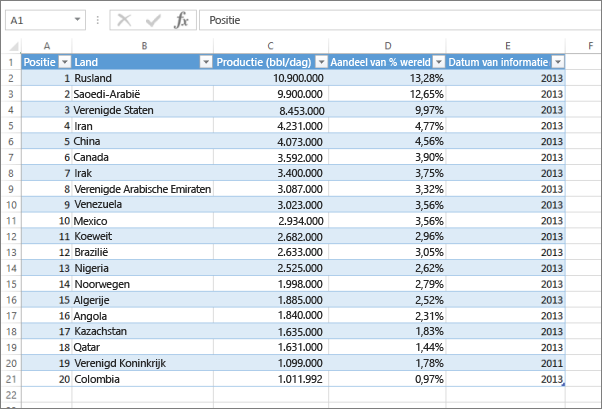 A1 fx Positie
A B C D E F
1 Positie Land Productie (bbl/dag) Aandeel van % wereld Datum van informatie
2 1 Rusland 10.900.000 13,28% 2013
3 2 Saoedi-Arabië 9.900.000 12,65% 2013
4 3 Verenigde Staten 8.453.000 9,97% 2013
5 4 Iran 4.231.000 4,77% 2013
6 5 China 4.073.000 4,56% 2013
7 6 Canada 3.592.000 3,90% 2013
8 7 Irak 3.400.000 3,75% 2013
9 8 Verenigde Arabische Emiraten 3.087.000 3,32% 2013
10 9 Venezuela 3.023.000 3,56% 2013
11 10 Mexico 2.934.000 3,56% 2013
12 11 Koeweit 2.682.000 2,96% 2013
13 12 Brazilië 2.633.000 3,05% 2013
14 13 Nigeria 2.525.000 2,62% 2013
15 14 Noorwegen 1.998.000 2,79% 2013
16 15 Algerije 1.885.000 2,52% 2013
17 16 Angola 1.840.000 2,31% 2013
18 17 Kazachstan 1.635.000 1,83% 2013
19 18 Qatar 1.631.000 1,44% 2013
20 19 Verenigd Koninkrijk 1.099.000 1,78% 2011
21 20 Colombia 1.011.992 0,97% 2013
22